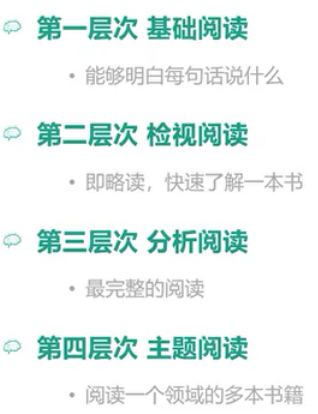 第一层次 基础阅读
• 能够明白每句话说什么
第二层次 检视阅读
• 即略读，快速了解一本书
第三层次 分析阅读
• 最完整的阅读
第四层次 主题阅读
• 阅读一个领域的多本书籍